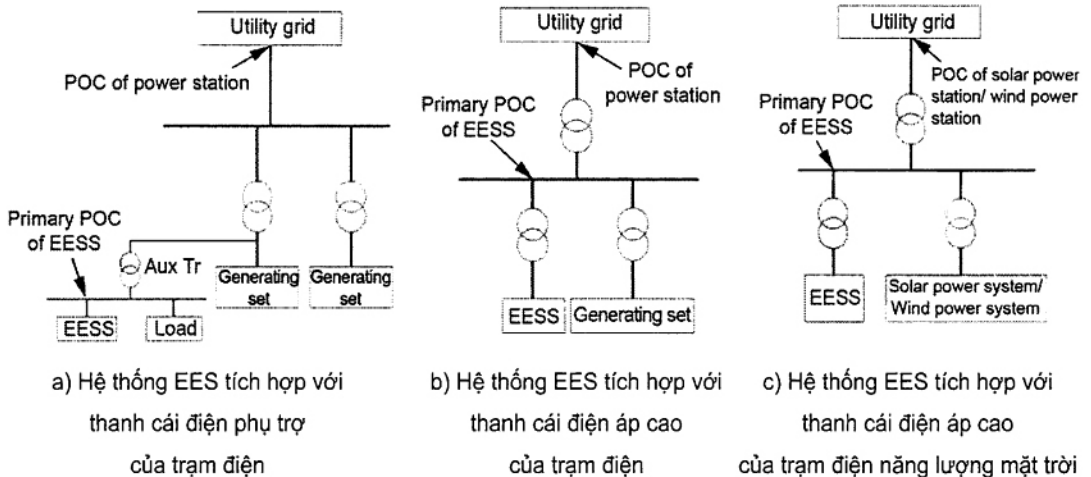 Utility grid
POC of power station
Primary POC
of EESS
Aux Tr
Generating
set
Generating
set
EESS
Load
a) Hệ thống EES tích hợp với
thanh cái điện phụ trợ
của trạm điện
Utility grid
POC of
power station
Primary POC
of EESS
EESS
Generating set
b) Hệ thống EES tích hợp với
thanh cái điện áp cao
của trạm điện
Utility grid
POC of solar power
station/ wind power
station
Primary POC
of EESS
EESS
Solar power system/
Wind power system
c) Hệ thống EES tích hợp với
thanh cái điện áp cao
của trạm điện năng lượng mặt trời